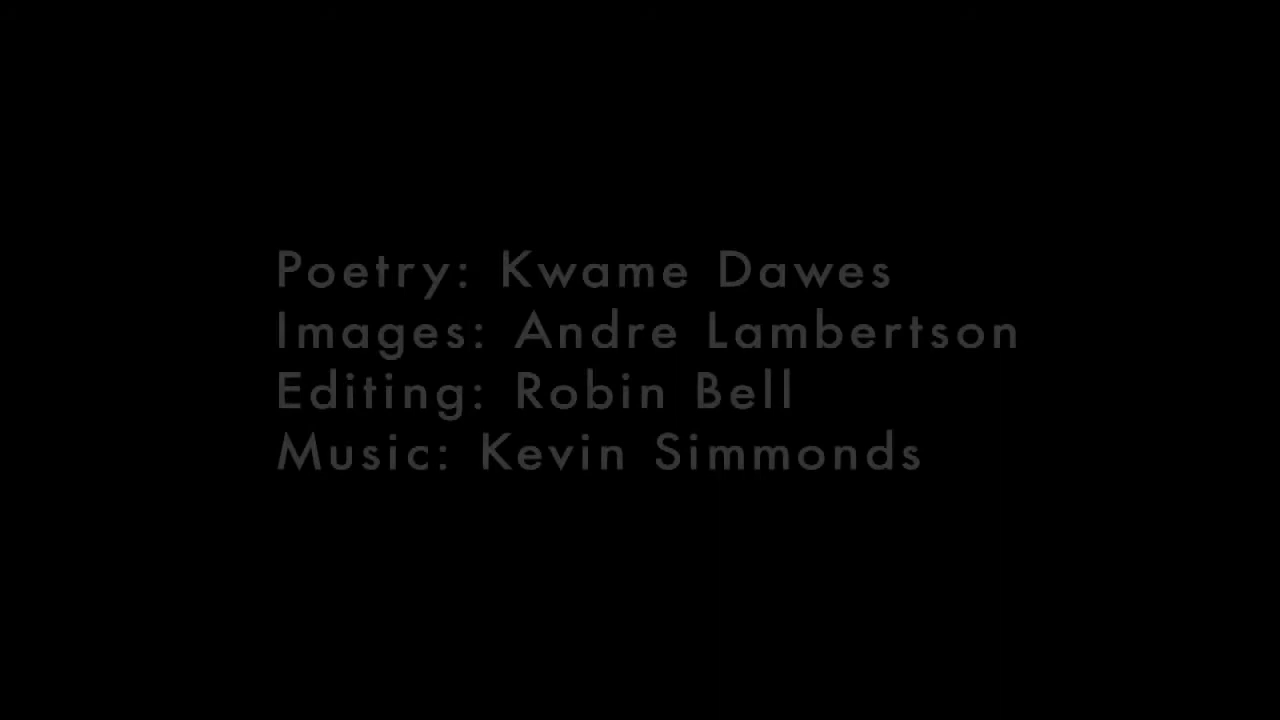 Poetry: Kwame Dawes
Images: Andre Lambertson
Editing: Robin Bell
Music: Kevin Simmonds